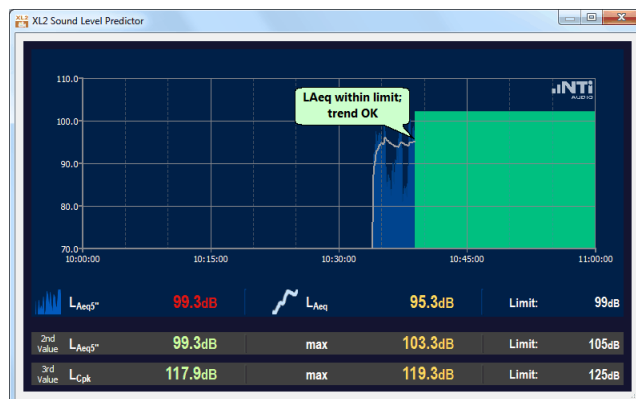 XL2 Sound Level Predictor
NTi
AUDIO
110.0
LAeq within limit;
trend OK
100.0
90.0
80.0
70.0
10:00:00 10:15:00 10:30:00 10:45:00 11:00:00
LAeq5" 99.3dB LAeq 95.3dB Limit: 99dB
2nd Value LAeq5" 99.3dB max 103.3dB Limit: 105dB
3rd Value LCpk 117.9dB max 119.3dB Limit: 125dB